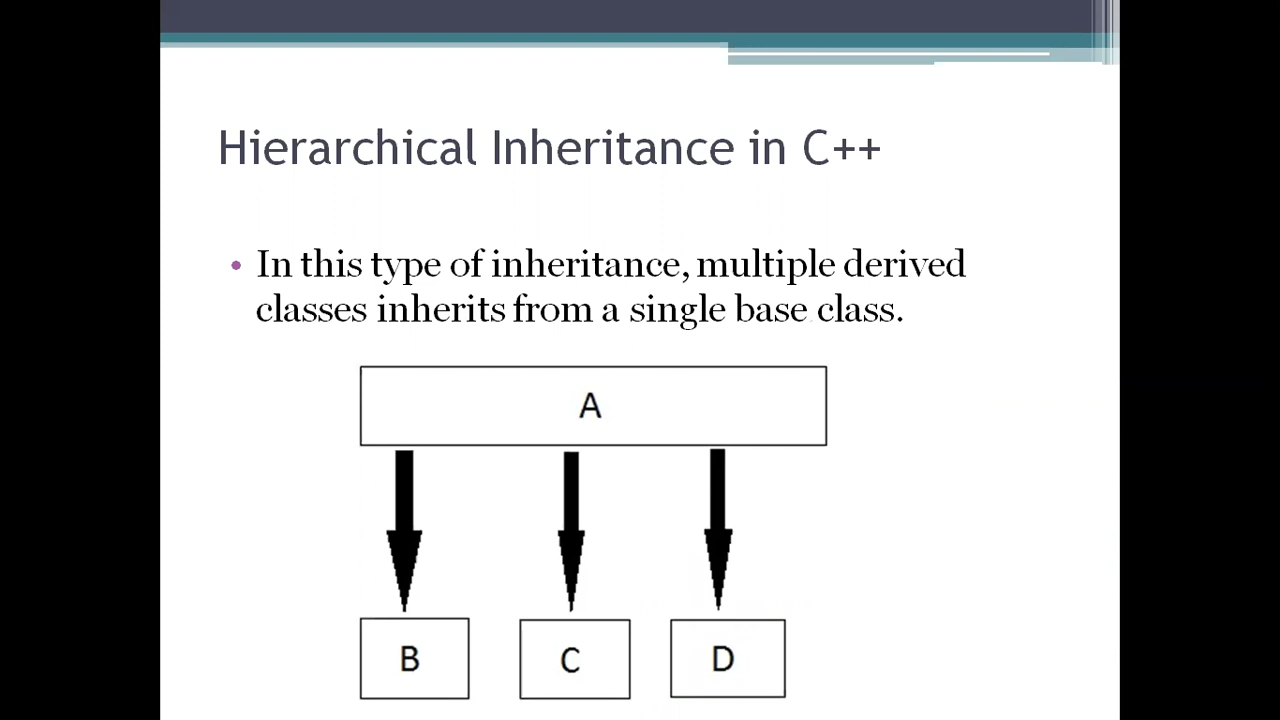 Hierarchical Inheritance in C++
• In this type of inheritance, multiple derived
classes inherits from a single base class.
A
B C D